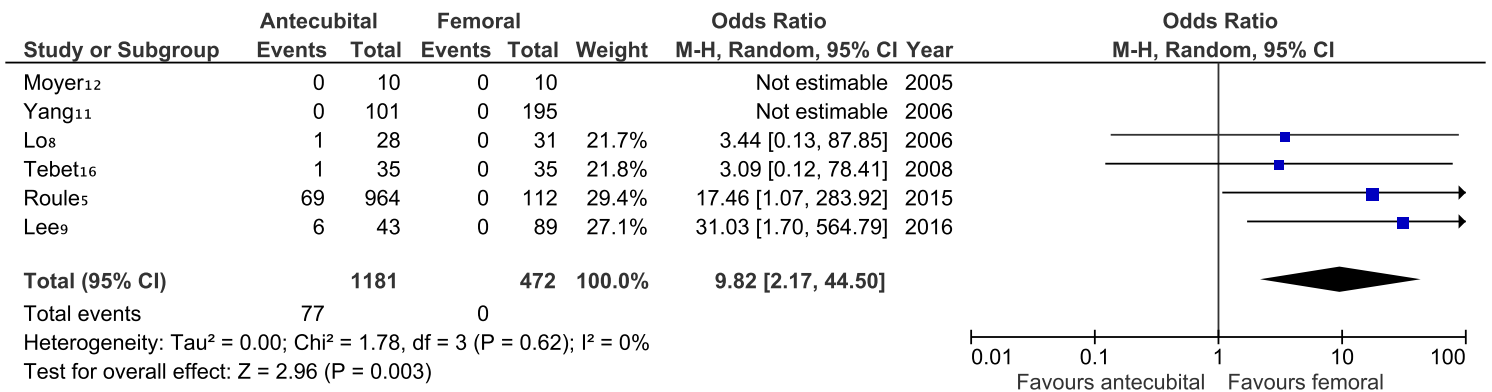 Antecubital Femoral Odds Ratio Odds Ratio
Study or Subgroup Events Total Events Total Weight M-H, Random, 95% CI Year M-H, Random, 95% CI
Moyer₁₂ 0 10 0 10 Not estimable 2005
Yang₁₁ 0 101 0 195 Not estimable 2006
Lo₈ 1 28 0 31 21.7% 3.44 [0.13, 87.85] 2006
Tebet₁₆ 1 35 0 35 21.8% 3.09 [0.12, 78.41] 2008
Roule₅ 69 964 0 112 29.4% 17.46 [1.07, 283.92] 2015
Lee₉ 6 43 0 89 27.1% 31.03 [1.70, 564.79] 2016
Total (95% CI) 1181 472 100.0% 9.82 [2.17, 44.50]
Total events 77 0
Heterogeneity: Tau² = 0.00; Chi² = 1.78, df = 3 (P = 0.62); I² = 0%
Test for overall effect: Z = 2.96 (P = 0.003)
0.01 0.1 1 10 100
Favours antecubital Favours femoral